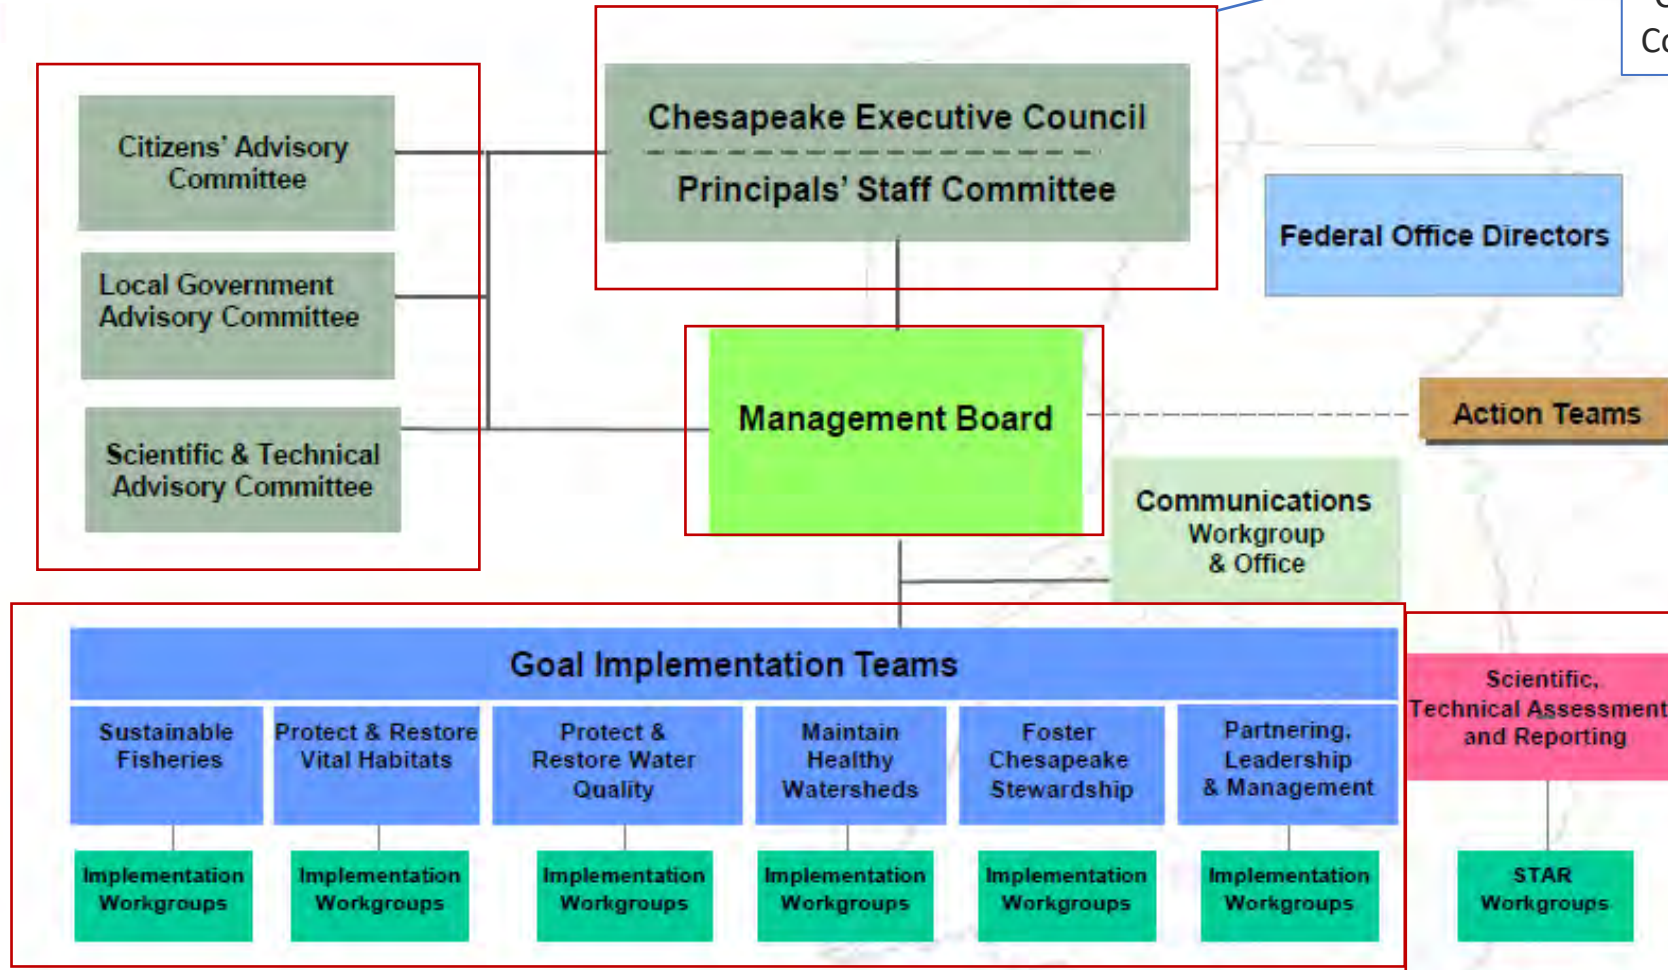 Chesapeake Executive Council
Principals' Staff Committee
Citizens' Advisory
Committee
Local Government
Advisory Committee
Scientific & Technical
Advisory Committee
Federal Office Directors
Management Board
Action Teams
Communications
Workgroup
& Office
Goal Implementation Teams
Sustainable
Fisheries
Protect & Restore
Vital Habitats
Protect &
Restore Water
Quality
Maintain
Healthy
Watersheds
Foster
Chesapeake
Stewardship
Partnering,
Leadership
& Management
Scientific,
Technical Assessment
and Reporting
Implementation
Workgroups
Implementation
Workgroups
Implementation
Workgroups
Implementation
Workgroups
Implementation
Workgroups
Implementation
Workgroups
STAR
Workgroups